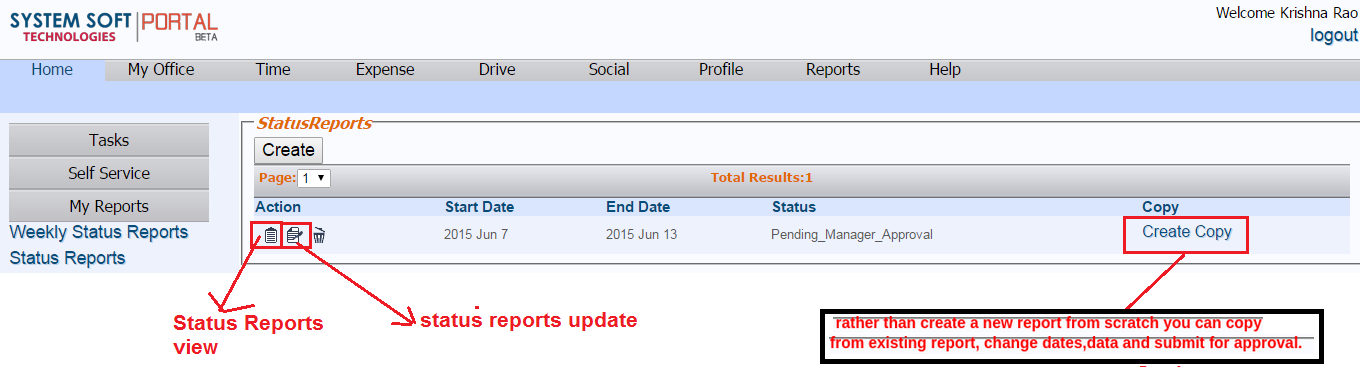 SYSTEM SOFT PORTAL
TECHNOLOGIES BETA
Welcome Krishna Rao
logout
Home My Office Time Expense Drive Social Profile Reports Help
Tasks
Self Service
My Reports
Weekly Status Reports
Status Reports
StatusReports
Create
Page: 1 Total Results:1
Action Start Date End Date Status Copy
2015 Jun 7 2015 Jun 13 Pending_Manager_Approval Create Copy
Status Reports
view
status reports update
rather than create a new report from scratch you can copy
from existing report, change dates,data and submit for approval.